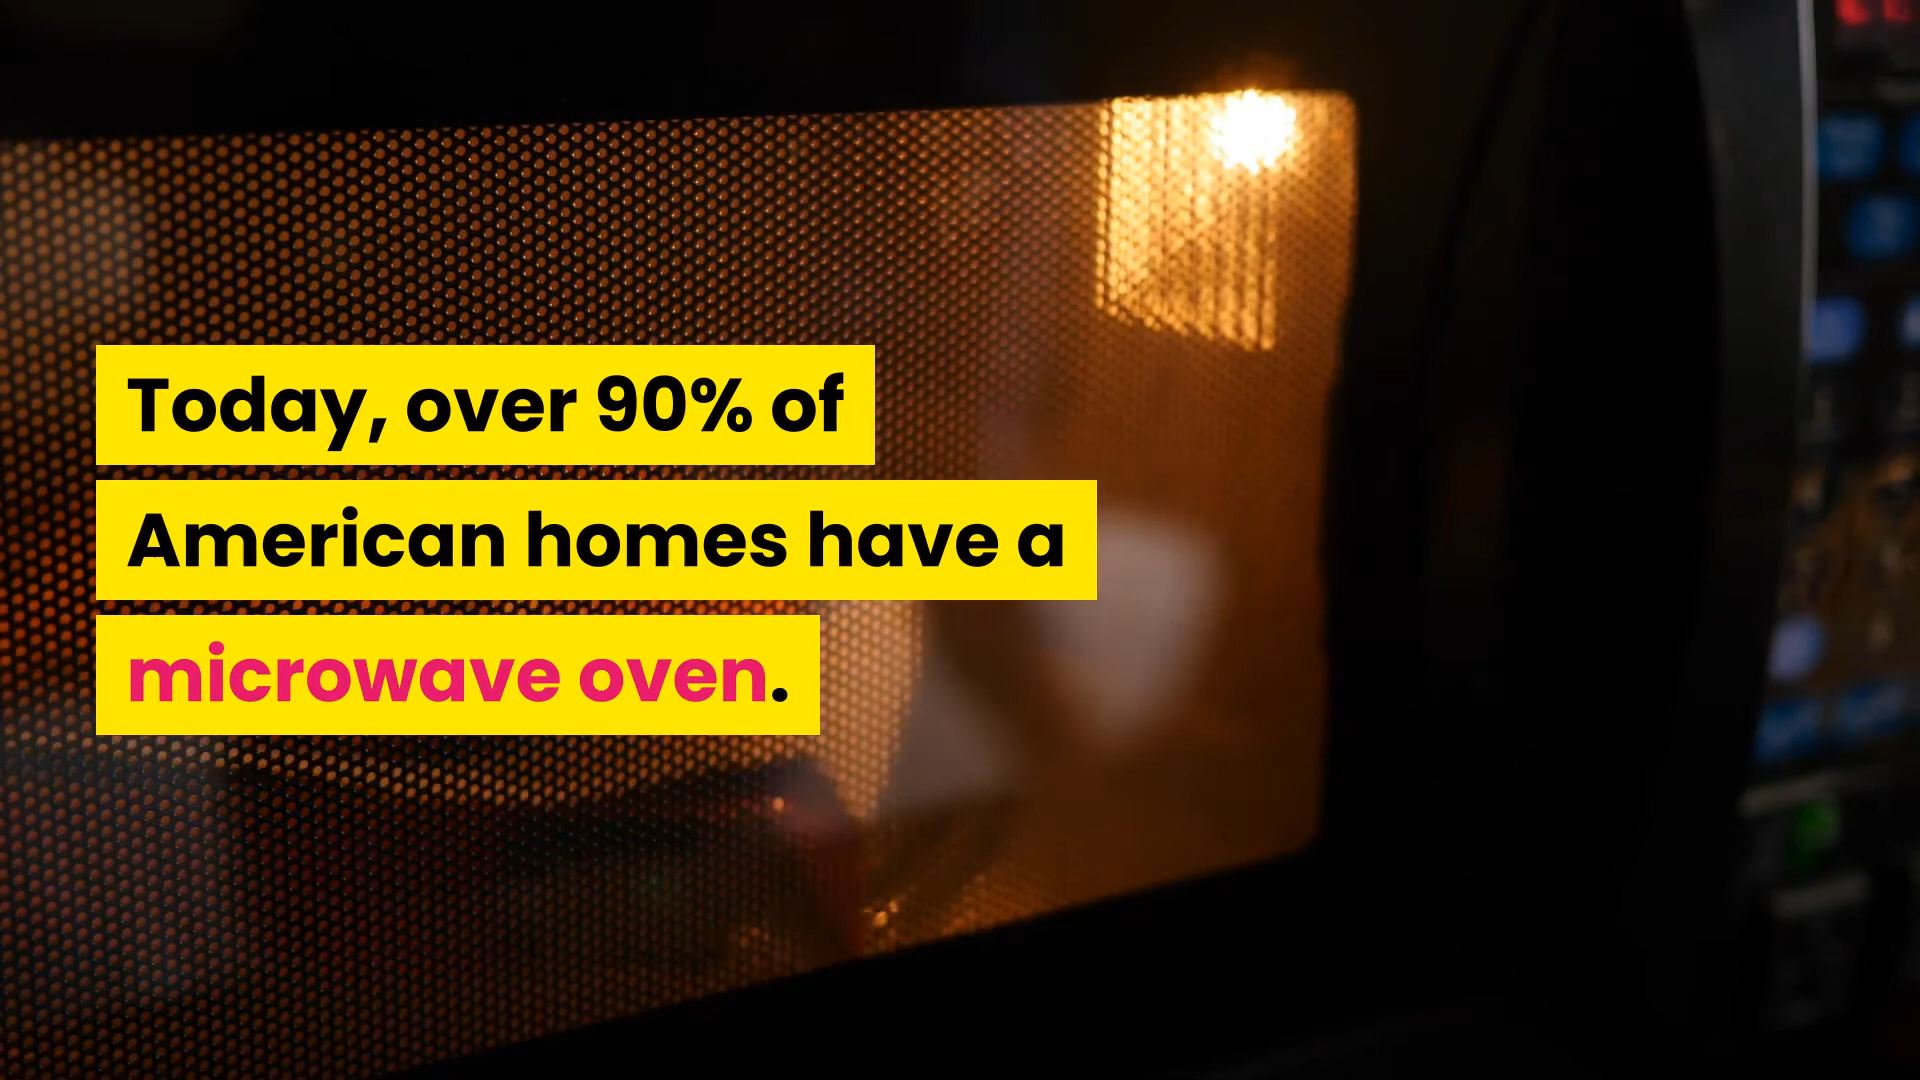 Today, over 90% of
American homes have a
microwave oven.